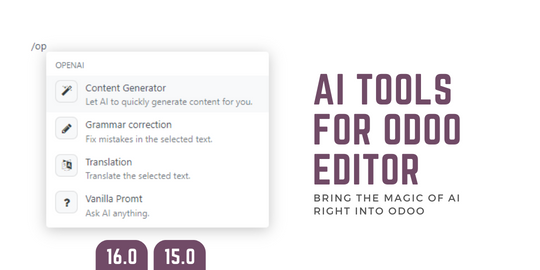 /op
OPENAI
Content Generator
Let AI to quickly generate content for you.
Grammar correction
Fix mistakes in the selected text.
Translation
Translate the selected text.
Vanilla Promt
Ask AI anything.
16.0
15.0
AI TOOLS
FOR ODOO
EDITOR
BRING THE MAGIC OF AI
RIGHT INTO ODOO